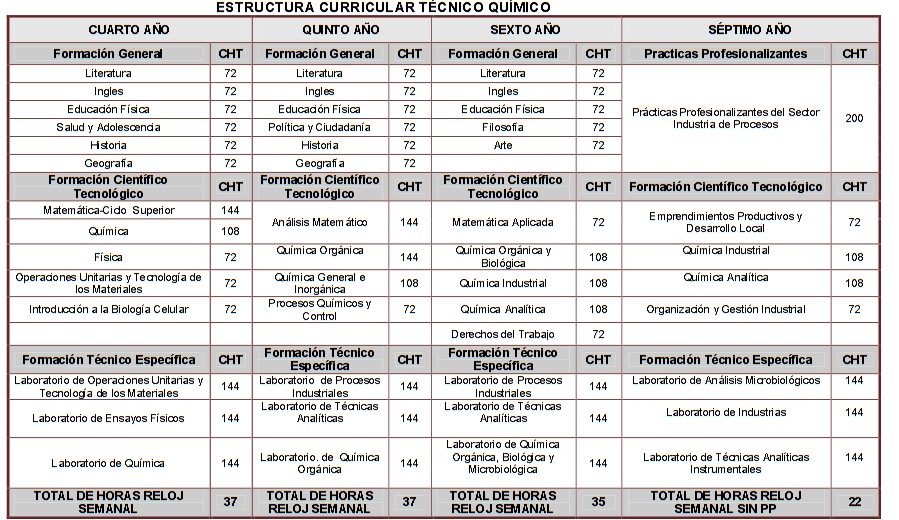 ESTRUCTURA CURRICULAR TÉCNICO QUÍMICO
CUARTO AÑO QUINTO AÑO SEXTO AÑO SÉPTIMO AÑO
Formación General CHT Formación General CHT Formación General CHT Practicas Profesionalizantes CHT
Literatura 72 Literatura 72 Literatura 72
Ingles 72 Ingles 72 Ingles 72
Educación Física 72 Educación Física 72 Educación Física 72
Prácticas Profesionalizantes del Sector
Industria de Procesos 200
Salud y Adolescencia 72 Política y Ciudadanía 72 Filosofía 72
Historia 72 Historia 72 Arte 72
Geografía 72 Geografía 72
Formación Científico
Tecnológico CHT Formación Científico
Tecnológico CHT Formación Científico
Tecnológico CHT Formación Científico Tecnológico CHT
Matemática-Ciclo Superior 144
Química 108
Análisis Matemático 144 Matemática Aplicada 72 Emprendimientos Productivos y
Desarrollo Local 72
Física 72 Química Orgánica 144 Química Orgánica y
Biológica 108 Química Industrial 108
Operaciones Unitarias y Tecnología de
los Materiales 72 Química General e
Inorgánica 108 Química Industrial 108 Química Analítica 108
Introducción a la Biología Celular 72 Procesos Químicos y
Control 72 Química Analítica 108 Organización y Gestión Industrial 72
Derechos del Trabajo 72
Formación Técnico Específica CHT Formación Técnico
Específica CHT Formación Técnico
Específica CHT Formación Técnico Específica CHT
Laboratorio de Operaciones Unitarias y
Tecnología de los Materiales 144 Laboratorio de Procesos
Industriales 144 Laboratorio de Procesos
Industriales 144 Laboratorio de Análisis Microbiológicos 144
Laboratorio de Ensayos Físicos 144 Laboratorio de Técnicas
Analíticas 144 Laboratorio de Técnicas
Analíticas 144 Laboratorio de Industrias 144
Laboratorio de Química 144 Laboratorio. de Química
Orgánica 144 Laboratorio de Química
Orgánica, Biológica y
Microbiológica 144 Laboratorio de Técnicas Analíticas
Instrumentales 144
TOTAL DE HORAS RELOJ
SEMANAL 37 TOTAL DE HORAS
RELOJ SEMANAL 37 TOTAL DE HORAS
RELOJ SEMANAL 35 TOTAL DE HORAS RELOJ
SEMANAL SIN PP 22